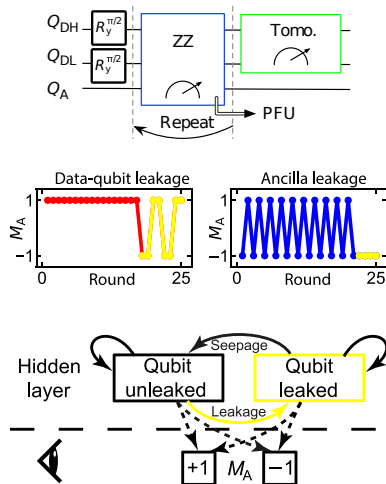 Q_DH R_y^π/2 ZZ Tomo.
Q_DL R_y^π/2
Q_A
PFU
Repeat
Data-qubit leakage Ancilla leakage
M_A 1 1
−1 −1
0 25 0 25
Round Round
Seepage
Hidden layer Qubit unleaked Qubit leaked
Leakage
+1 M_A −1